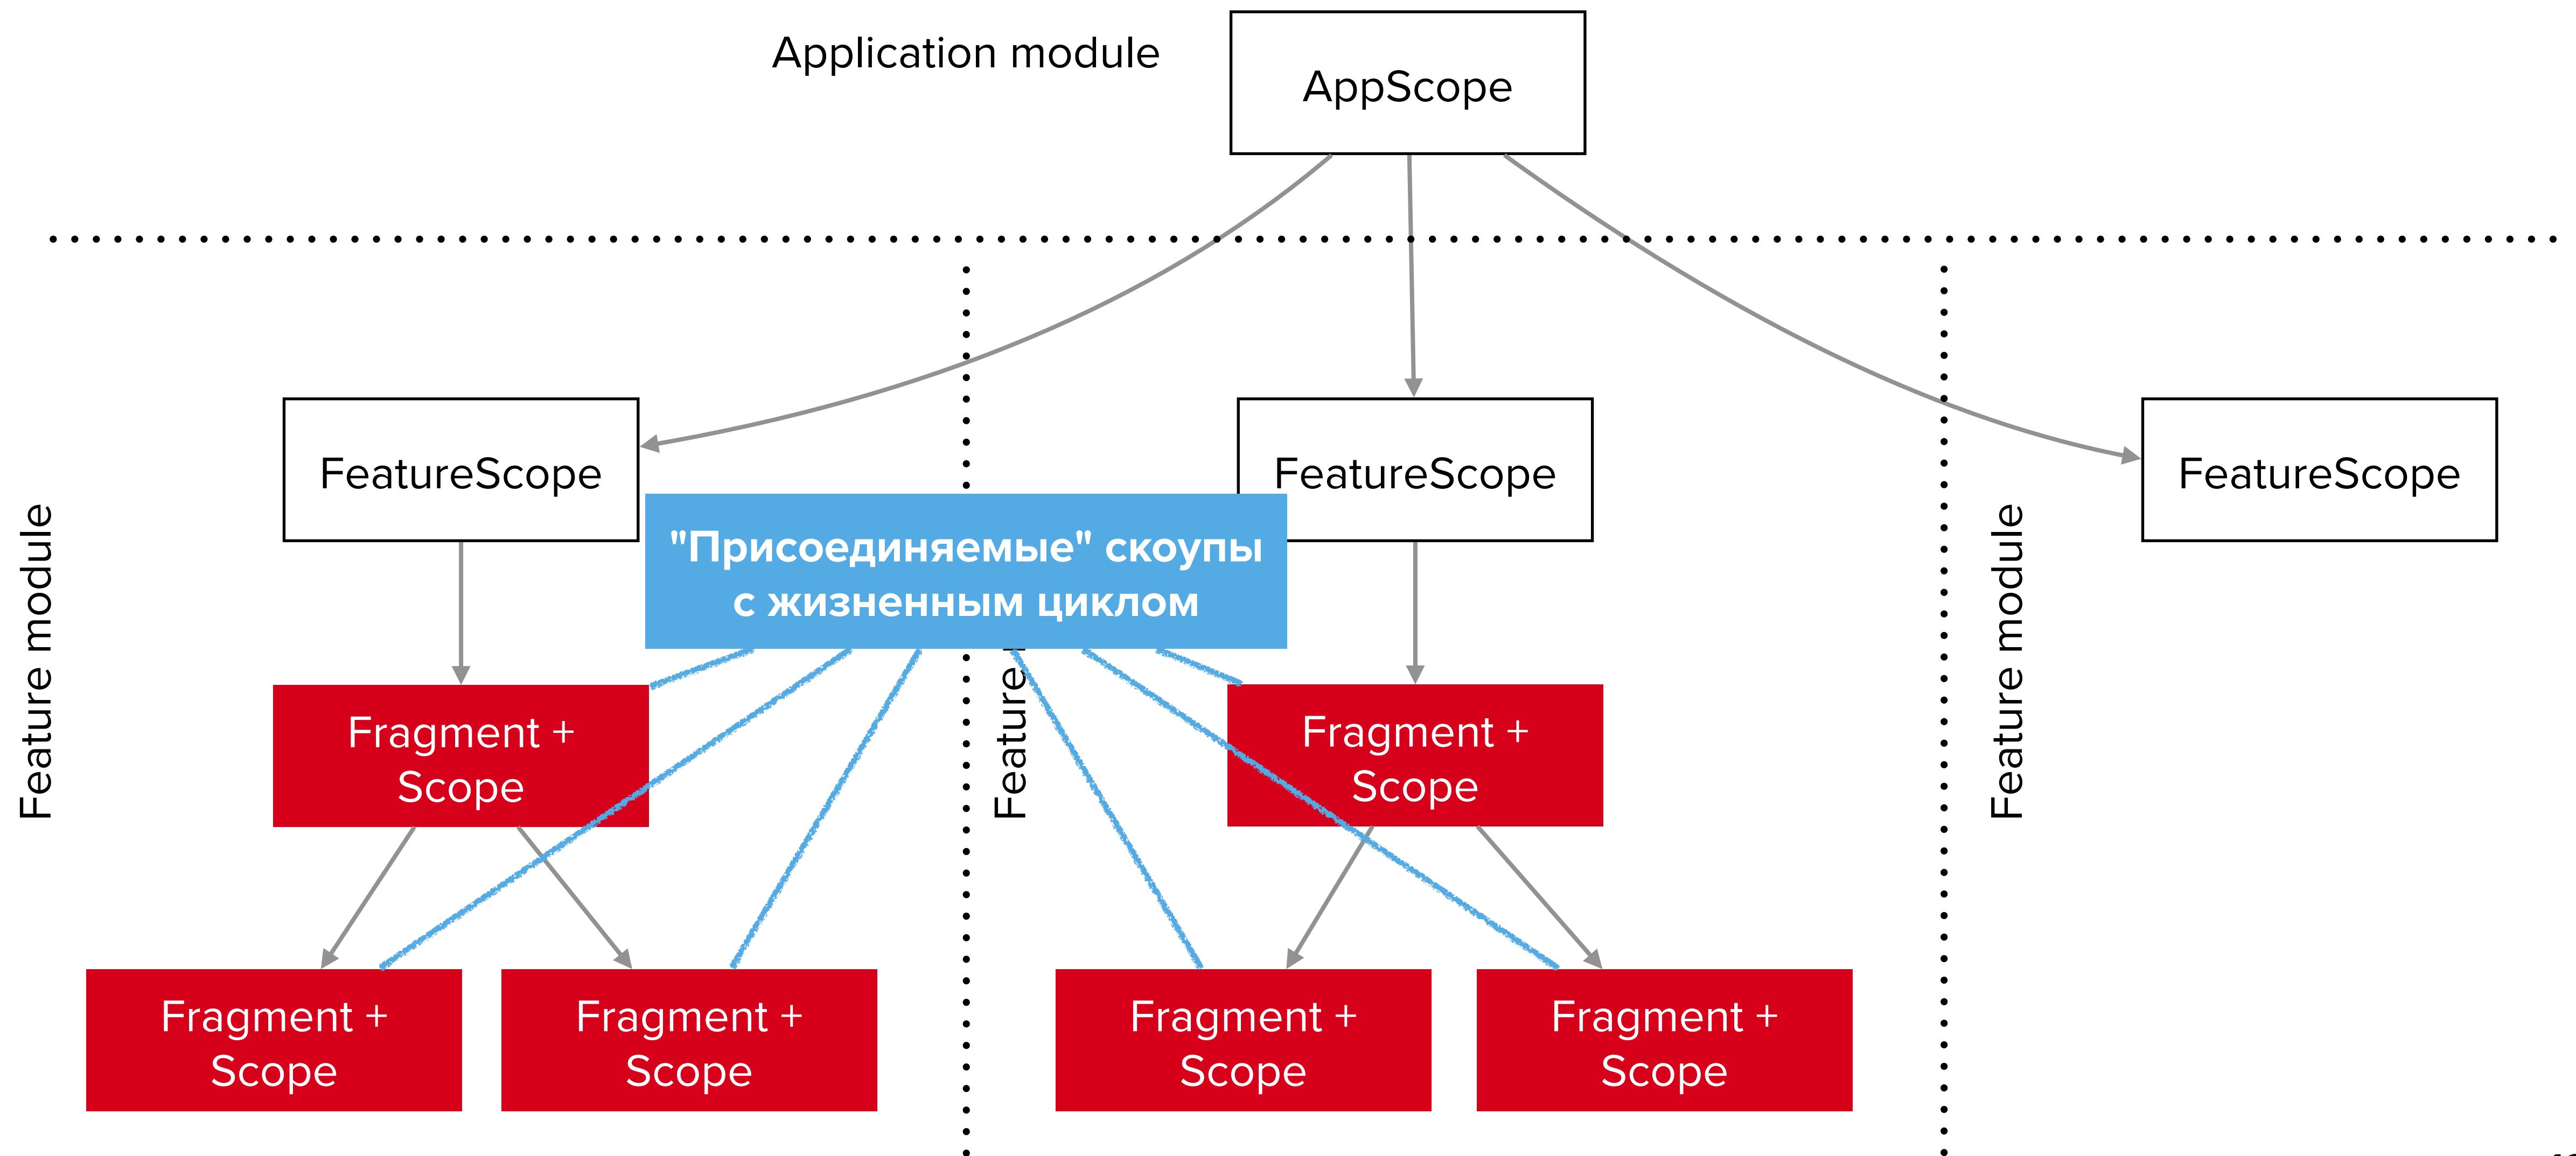 Application module
AppScope
FeatureScope
FeatureScope
FeatureScope
"Присоединяемые" скоупы
с жизненным циклом
Feature module
Feature
Feature module
Fragment +
Scope
Fragment +
Scope
Fragment +
Scope
Fragment +
Scope
Fragment +
Scope
Fragment +
Scope